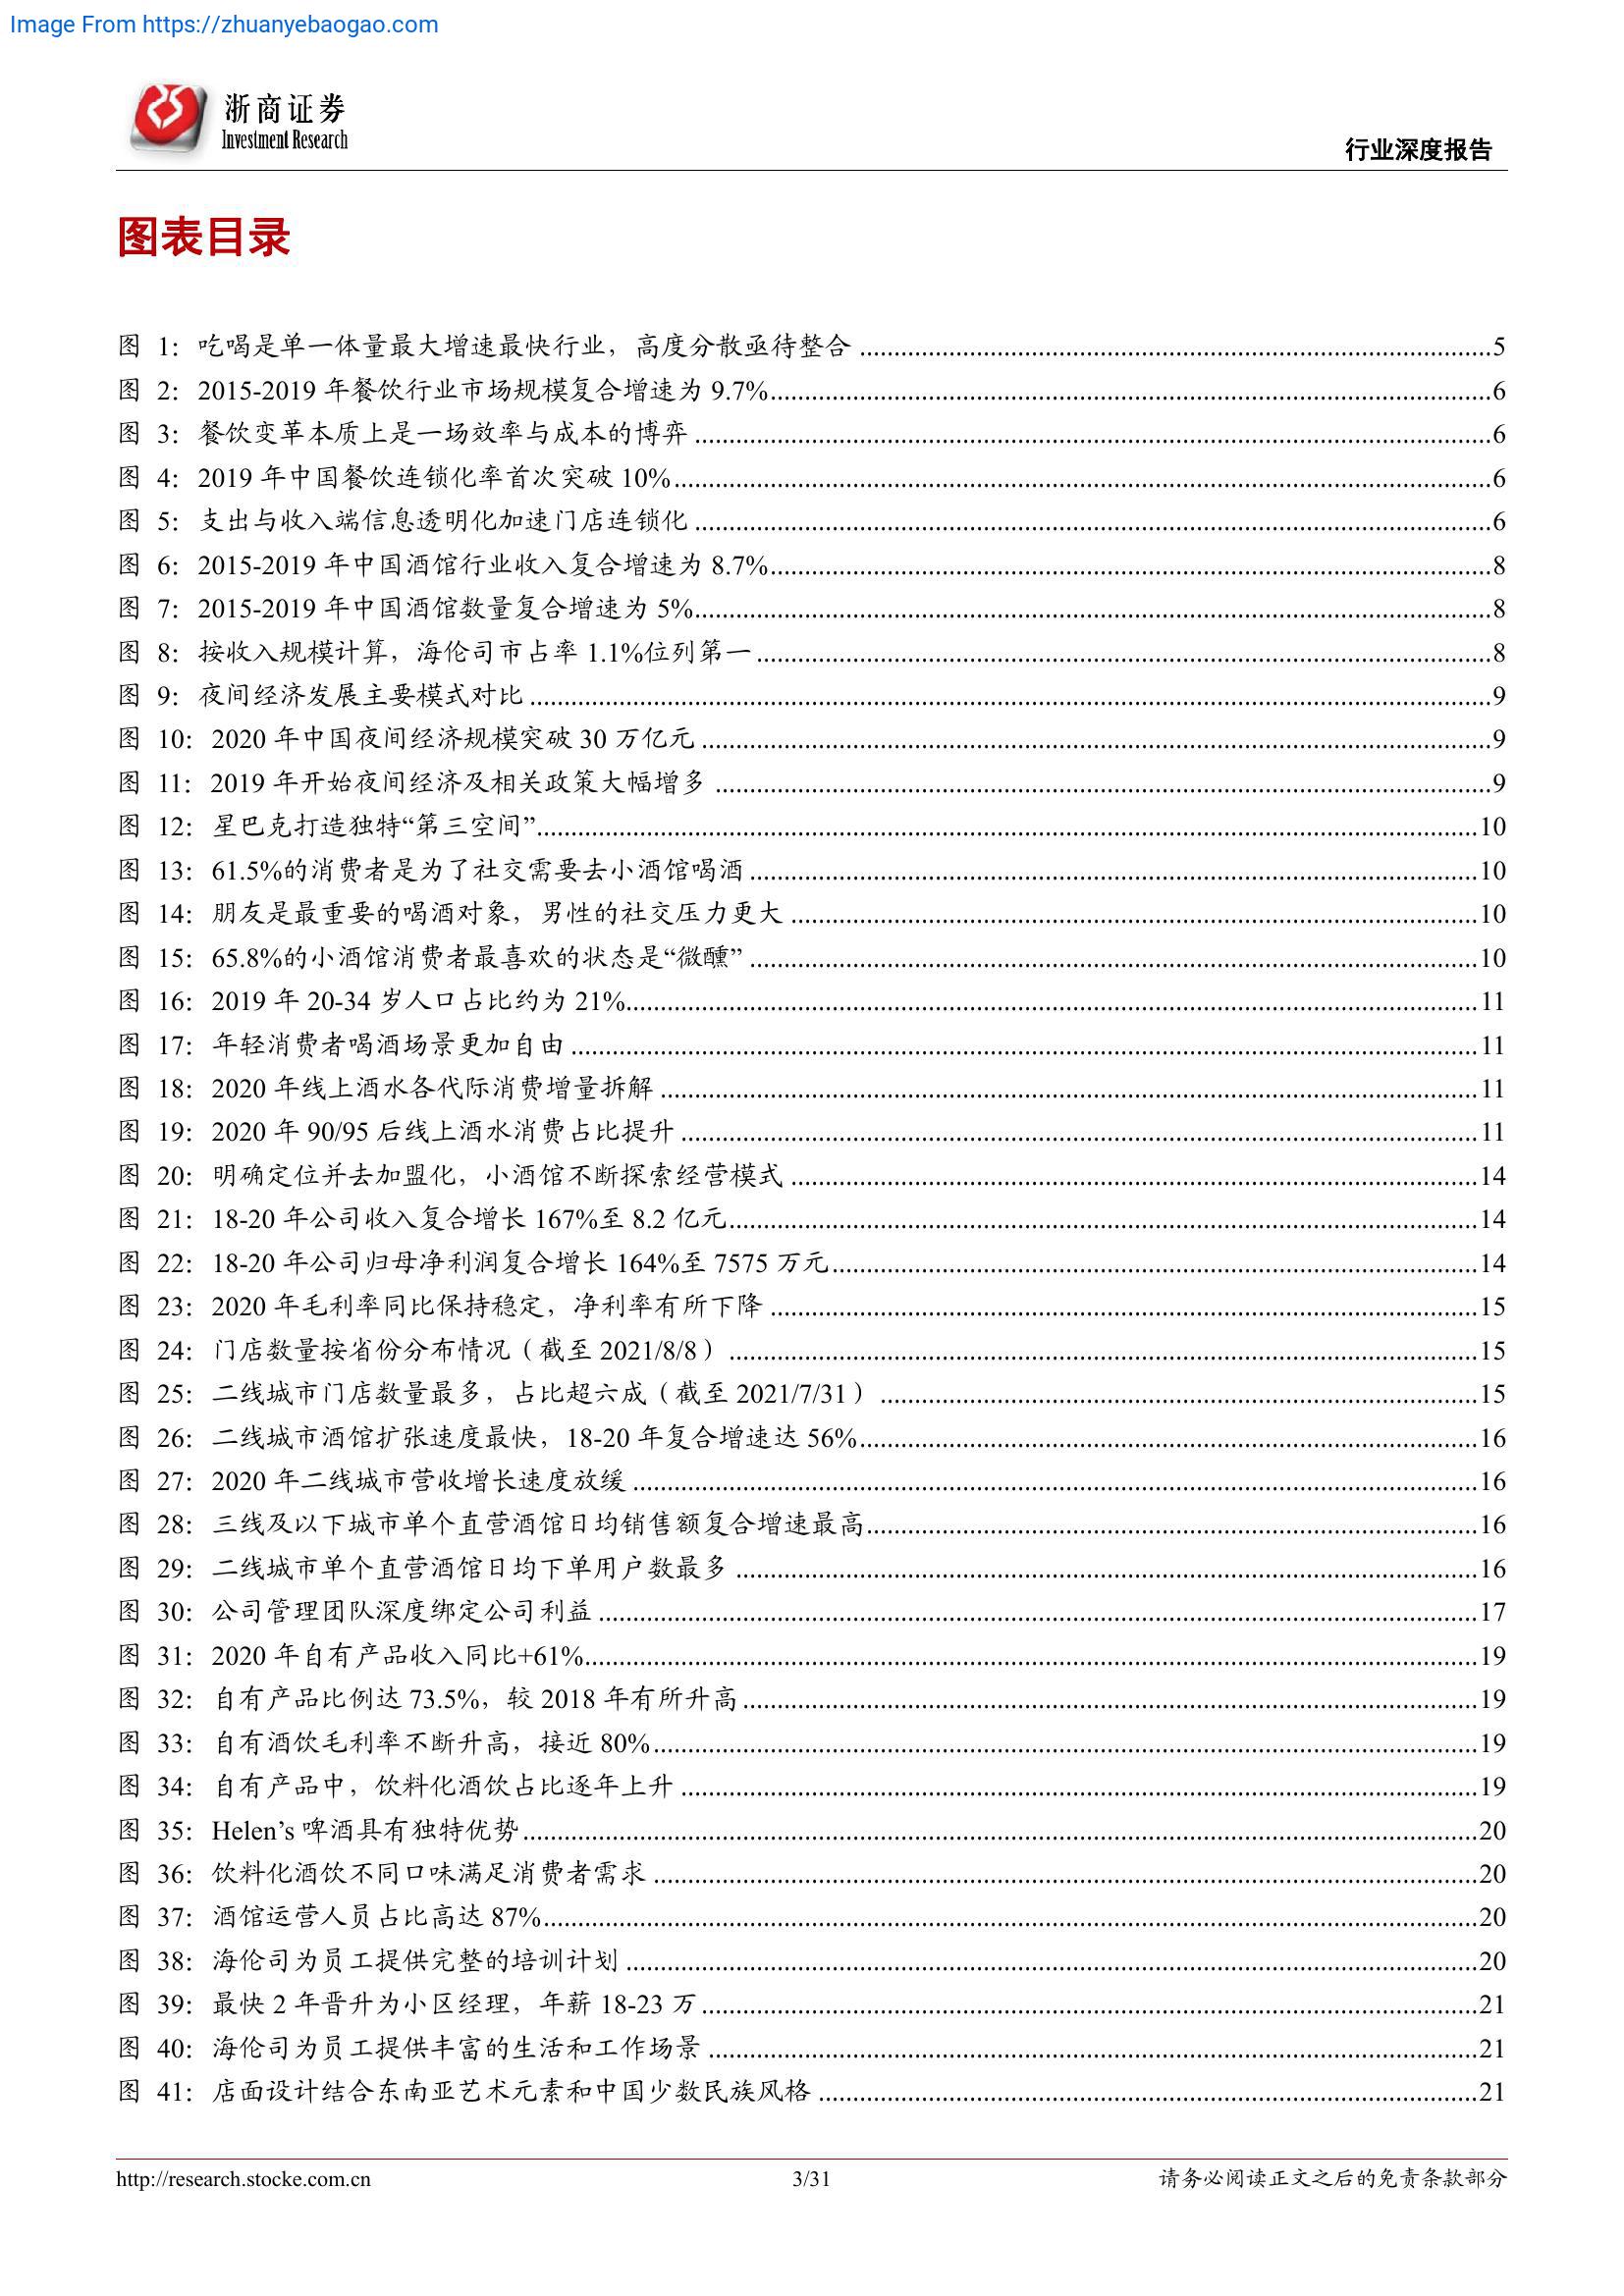 Image From https://zhuanyebaogao.com
浙商证券
Investment Research
行业深度报告
图表目录
图 1：吃喝是单一体量最大增速最快行业，高度分散亟待整合 ........ 5
图 2：2015-2019 年餐饮行业市场规模复合增速为 9.7% ........ 6
图 3：餐饮变革本质上是一场效率与成本的博弈 ........ 6
图 4：2019 年中国餐饮连锁化率首次突破 10% ........ 6
图 5：支出与收入端信息透明化加速门店连锁化 ........ 6
图 6：2015-2019 年中国酒馆行业收入复合增速为 8.7% ........ 8
图 7：2015-2019 年中国酒馆数量复合增速为 5% ........ 8
图 8：按收入规模计算，海伦司市占率 1.1%位列第一 ........ 8
图 9：夜间经济发展主要模式对比 ........ 9
图 10：2020 年中国夜间经济规模突破 30 万亿元 ........ 9
图 11：2019 年开始夜间经济及相关政策大幅增多 ........ 9
图 12：星巴克打造独特“第三空间” ........ 10
图 13：61.5%的消费者是为了社交需要去小酒馆喝酒 ........ 10
图 14：朋友是最重要的喝酒对象，男性的社交压力更大 ........ 10
图 15：65.8%的小酒馆消费者最喜欢的状态是“微醺” ........ 10
图 16：2019 年 20-34 岁人口占比约为 21% ........ 11
图 17：年轻消费者喝酒场景更加自由 ........ 11
图 18：2020 年线上酒水各代际消费增量拆解 ........ 11
图 19：2020 年 90/95 后线上酒水消费占比提升 ........ 11
图 20：明确定位并去加盟化，小酒馆不断探索经营模式 ........ 14
图 21：18-20 年公司收入复合增长 167%至 8.2 亿元 ........ 14
图 22：18-20 年公司归母净利润复合增长 164%至 7575 万元 ........ 14
图 23：2020 年毛利率同比保持稳定，净利率有所下降 ........ 15
图 24：门店数量按省份分布情况（截至 2021/8/8） ........ 15
图 25：二线城市门店数量最多，占比超六成（截至 2021/7/31） ........ 15
图 26：二线城市酒馆扩张速度最快，18-20 年复合增速达 56% ........ 16
图 27：2020 年二线城市营收增长速度放缓 ........ 16
图 28：三线及以下城市单个直营酒馆日均销售额复合增速最高 ........ 16
图 29：二线城市单个直营酒馆日均下单用户数最多 ........ 16
图 30：公司管理团队深度绑定公司利益 ........ 17
图 31：2020 年自有产品收入同比+61% ........ 19
图 32：自有产品比例达 73.5%，较 2018 年有所升高 ........ 19
图 33：自有酒饮毛利率不断升高，接近 80% ........ 19
图 34：自有产品中，饮料化酒饮占比逐年上升 ........ 19
图 35：Helen’s 啤酒具有独特优势 ........ 20
图 36：饮料化酒饮不同口味满足消费者需求 ........ 20
图 37：酒馆运营人员占比高达 87% ........ 20
图 38：海伦司为员工提供完整的培训计划 ........ 20
图 39：最快 2 年晋升为小区经理，年薪 18-23 万 ........ 21
图 40：海伦司为员工提供丰富的生活和工作场景 ........ 21
图 41：店面设计结合东南亚艺术元素和中国少数民族风格 ........ 21
http://research.stocke.com.cn 3/31 请务必阅读正文之后的免责条款部分